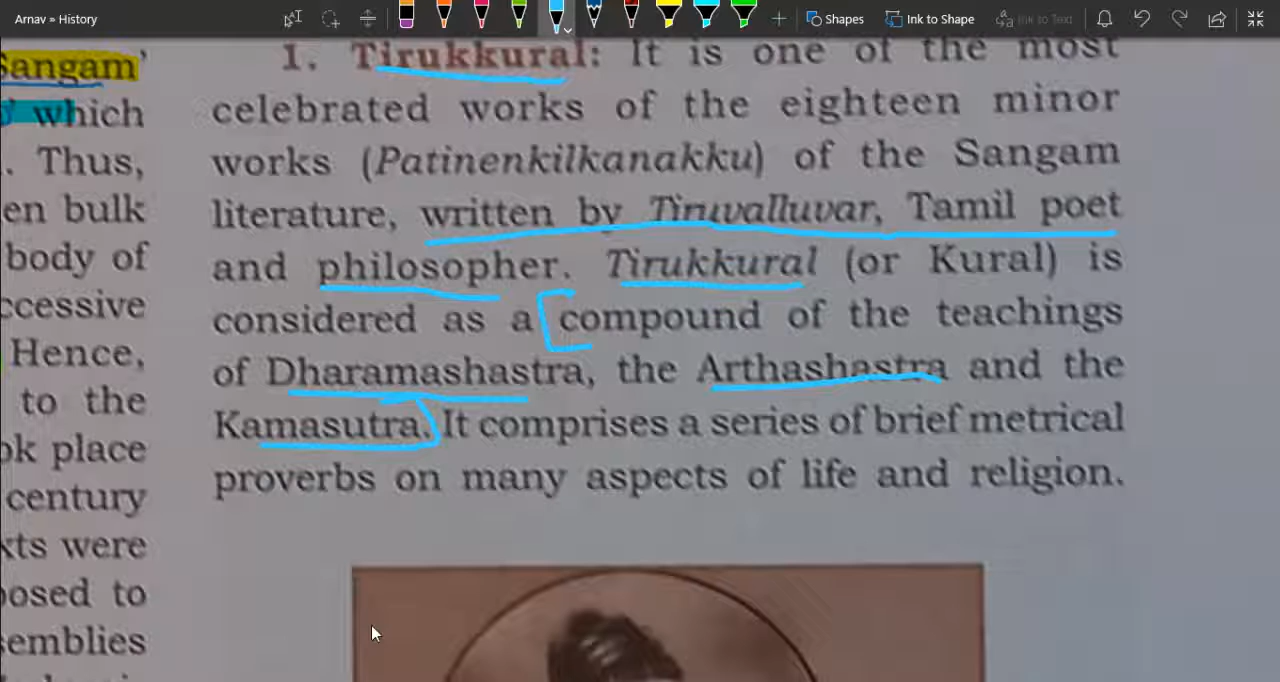 Arnav » History
Shapes
Ink to Shape
Ink to Text
Sangam'
which
. Thus,
en bulk
body of
ccessive
Hence,
to the
ok place
century
xts were
posed to
semblies
1. Tirukkural: It is one of the most
celebrated works of the eighteen minor
works (Patinenkilkanakku) of the Sangam
literature, written by Tiruvalluvar, Tamil poet
and philosopher. Tirukkural (or Kural) is
considered as a compound of the teachings
of Dharamashastra, the Arthashastra and the
Kamasutra. It comprises a series of brief metrical
proverbs on many aspects of life and religion.